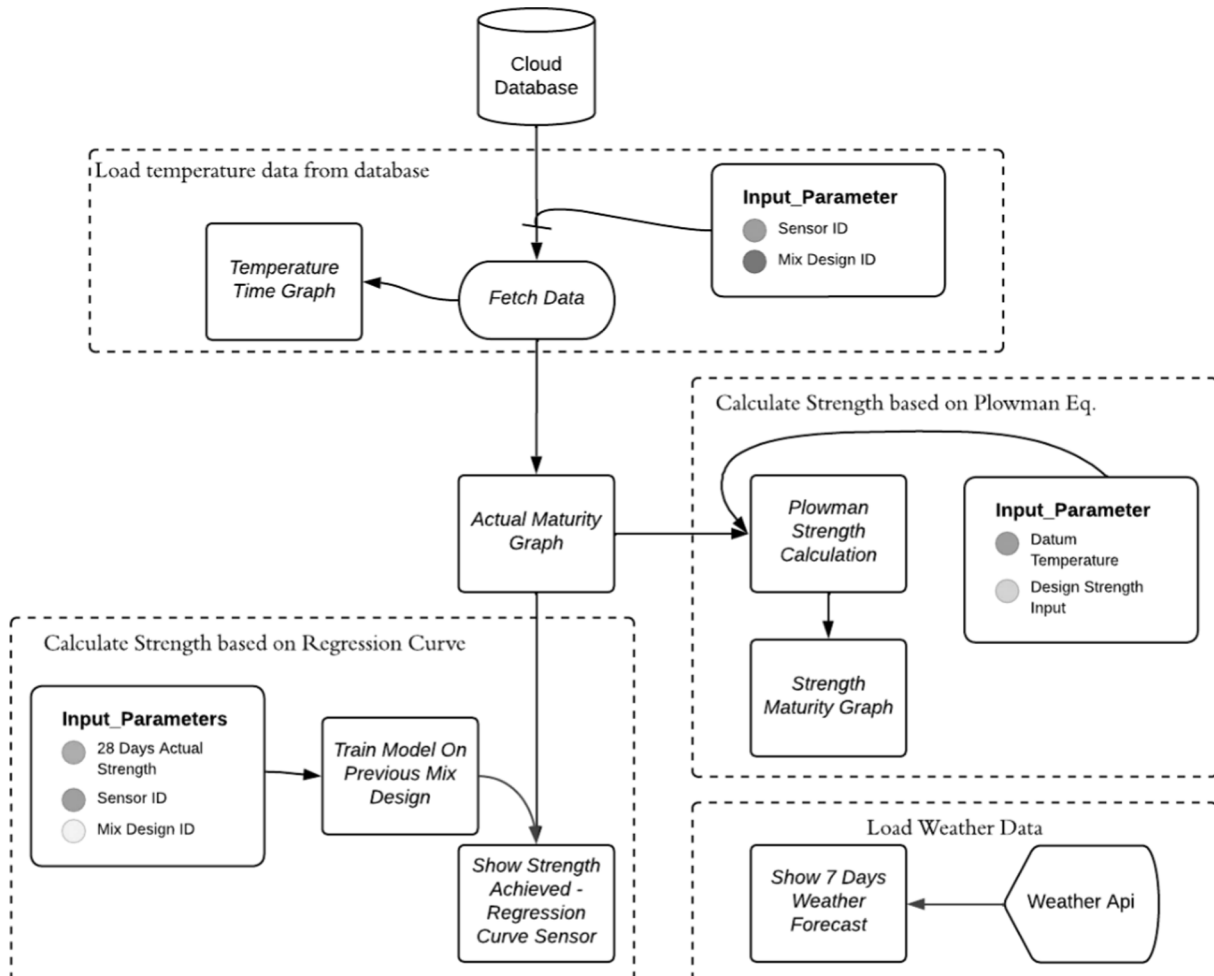 Cloud
Database
Load temperature data from database
Input_Parameter
Sensor ID
Mix Design ID
Temperature
Time Graph
Fetch Data
Calculate Strength based on Plowman Eq.
Actual Maturity
Graph
Plowman
Strength
Calculation
Input_Parameter
Datum
Temperature
Design Strength
Input
Strength
Maturity Graph
Calculate Strength based on Regression Curve
Input_Parameters
28 Days Actual
Strength
Sensor ID
Mix Design ID
Train Model On
Previous Mix
Design
Show Strength
Achieved -
Regression
Curve Sensor
Load Weather Data
Show 7 Days
Weather
Forecast
Weather Api